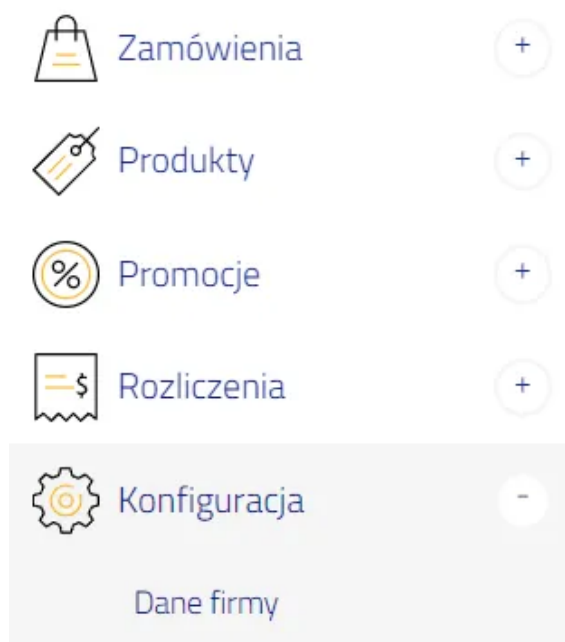 Zamówienia +
Produkty +
% Promocje +
$ Rozliczenia +
Konfiguracja -
Dane firmy